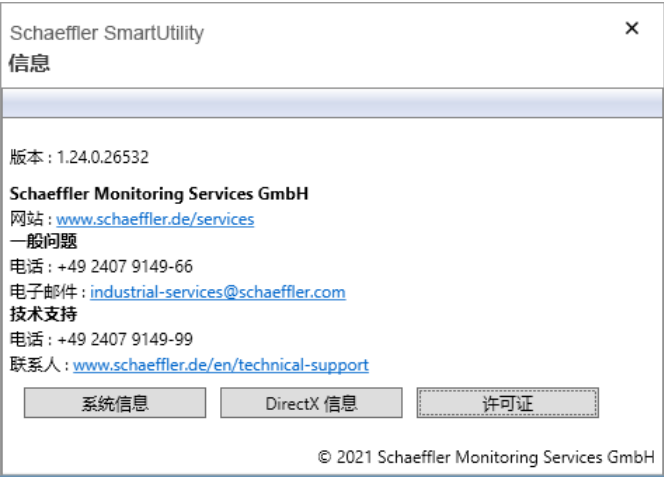 Schaeffler SmartUtility
信息
版本 : 1.24.0.26532
Schaeffler Monitoring Services GmbH
网站 : www.schaeffler.de/services
一般问题
电话 : +49 2407 9149-66
电子邮件 : industrial-services@schaeffler.com
技术支持
电话 : +49 2407 9149-99
联系人 : www.schaeffler.de/en/technical-support
系统信息 DirectX 信息 许可证
© 2021 Schaeffler Monitoring Services GmbH